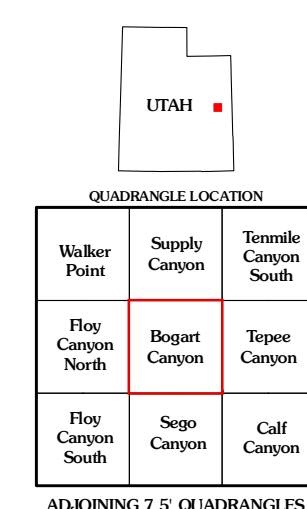 UTAH
QUADRANGLE LOCATION
Walker
Point
Supply
Canyon
Tenmile
Canyon
South
Floy
Canyon
North
Bogart
Canyon
Tepee
Canyon
Floy
Canyon
South
Sego
Canyon
Calf
Canyon
ADJOINING 7.5' QUADRANGLES